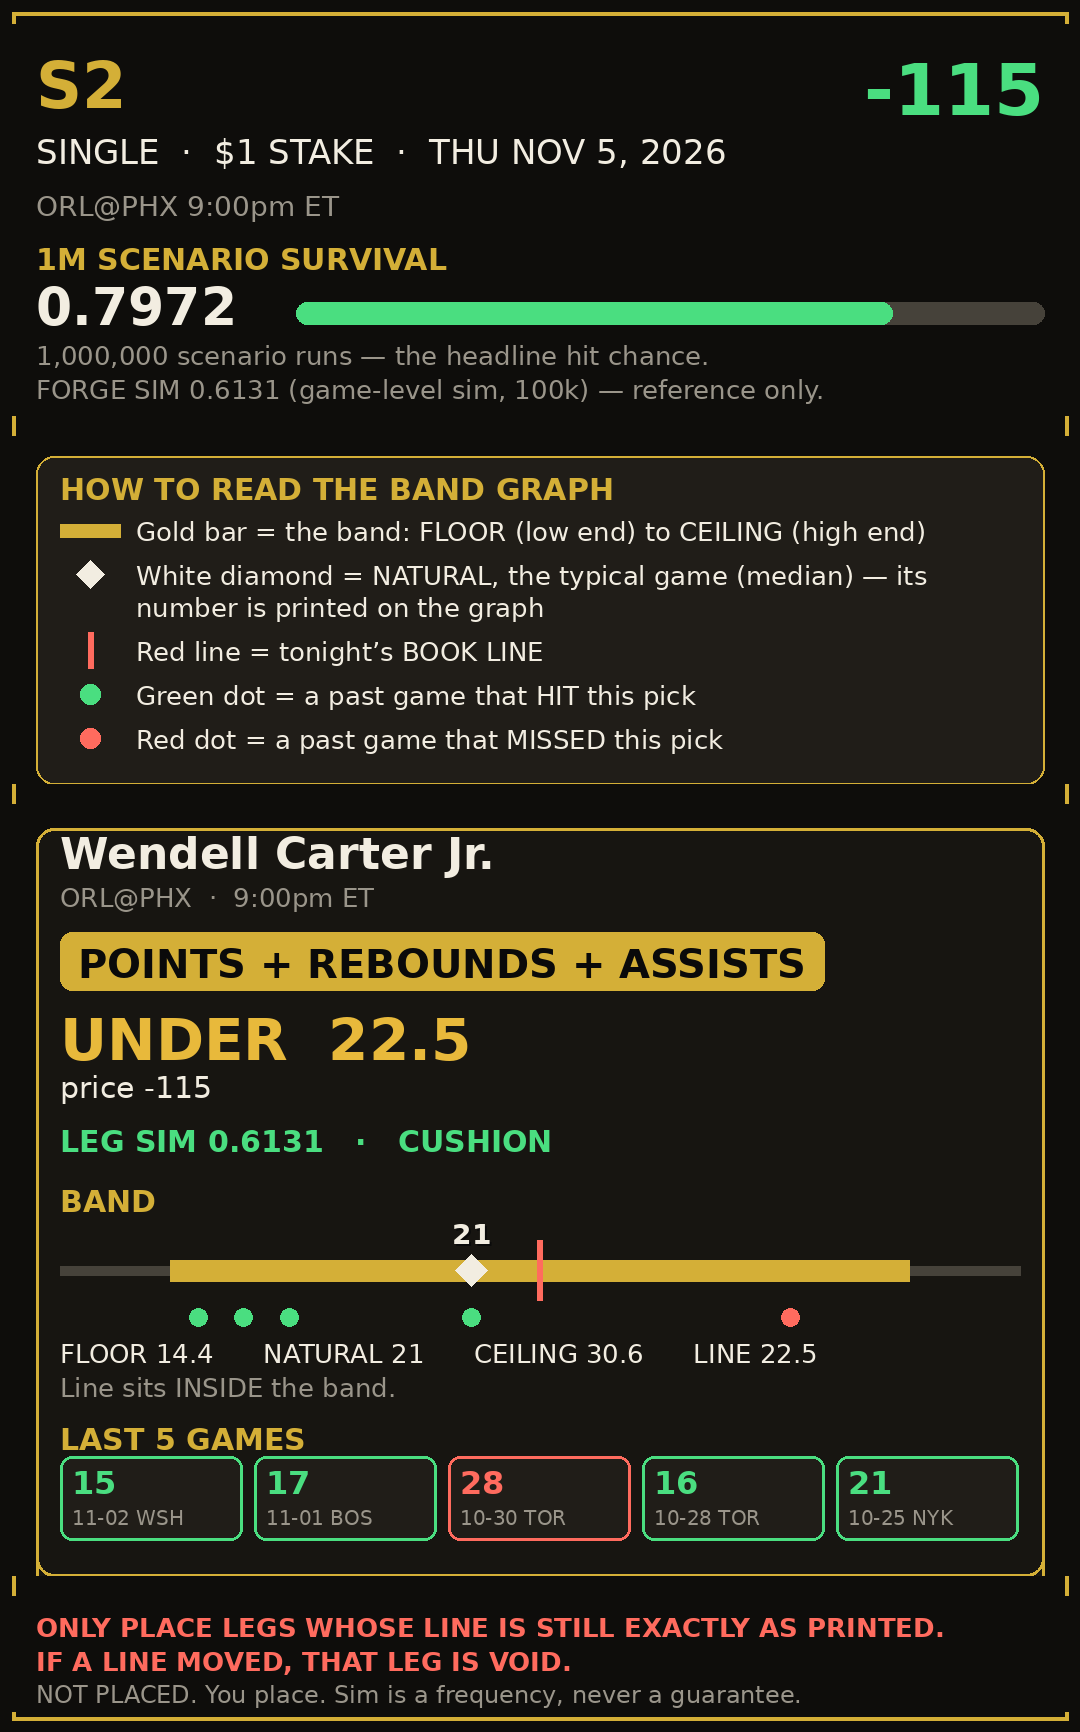 S2
-115
SINGLE · $1 STAKE · THU NOV 5, 2026
ORL@PHX 9:00pm ET
1M SCENARIO SURVIVAL
0.7972
1,000,000 scenario runs — the headline hit chance.
FORGE SIM 0.6131 (game-level sim, 100k) — reference only.
HOW TO READ THE BAND GRAPH
Gold bar = the band: FLOOR (low end) to CEILING (high end)
White diamond = NATURAL, the typical game (median) — its
number is printed on the graph
Red line = tonight’s BOOK LINE
Green dot = a past game that HIT this pick
Red dot = a past game that MISSED this pick
Wendell Carter Jr.
ORL@PHX · 9:00pm ET
POINTS + REBOUNDS + ASSISTS
UNDER 22.5
price -115
LEG SIM 0.6131 · CUSHION
BAND
21
FLOOR 14.4 NATURAL 21 CEILING 30.6 LINE 22.5
Line sits INSIDE the band.
LAST 5 GAMES
15 17 28 16 21
11-02 WSH 11-01 BOS 10-30 TOR 10-28 TOR 10-25 NYK
ONLY PLACE LEGS WHOSE LINE IS STILL EXACTLY AS PRINTED.
IF A LINE MOVED, THAT LEG IS VOID.
NOT PLACED. You place. Sim is a frequency, never a guarantee.